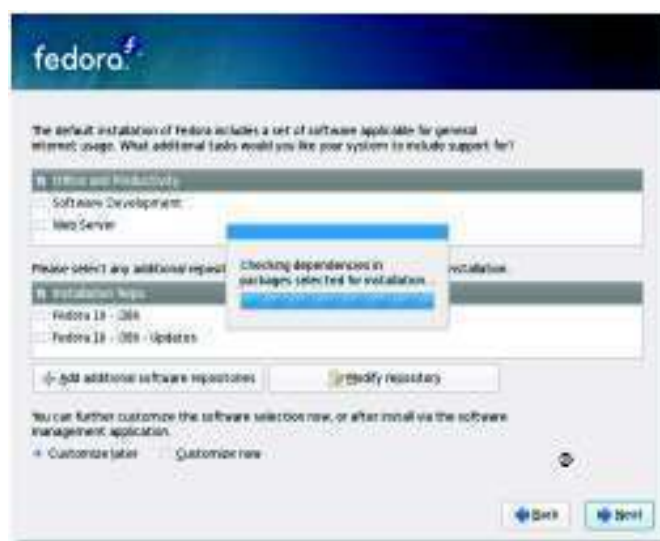 fedora
The default installation of Fedora includes a set of software applicable for general
internet usage. What additional tasks would you like your system to include support for?
Office and Productivity
Software Development
Web Server
Please select any additional reposit
nstallation.
Installation Repo
Fedora 10 - i386
Fedora 10 - i386 - Updates
Checking dependencies in
packages selected for installation
Add additional software repositories
Modify repository
You can further customize the software selection now, or after install via the software
management application.
Customize later
Customize now
Back
Next